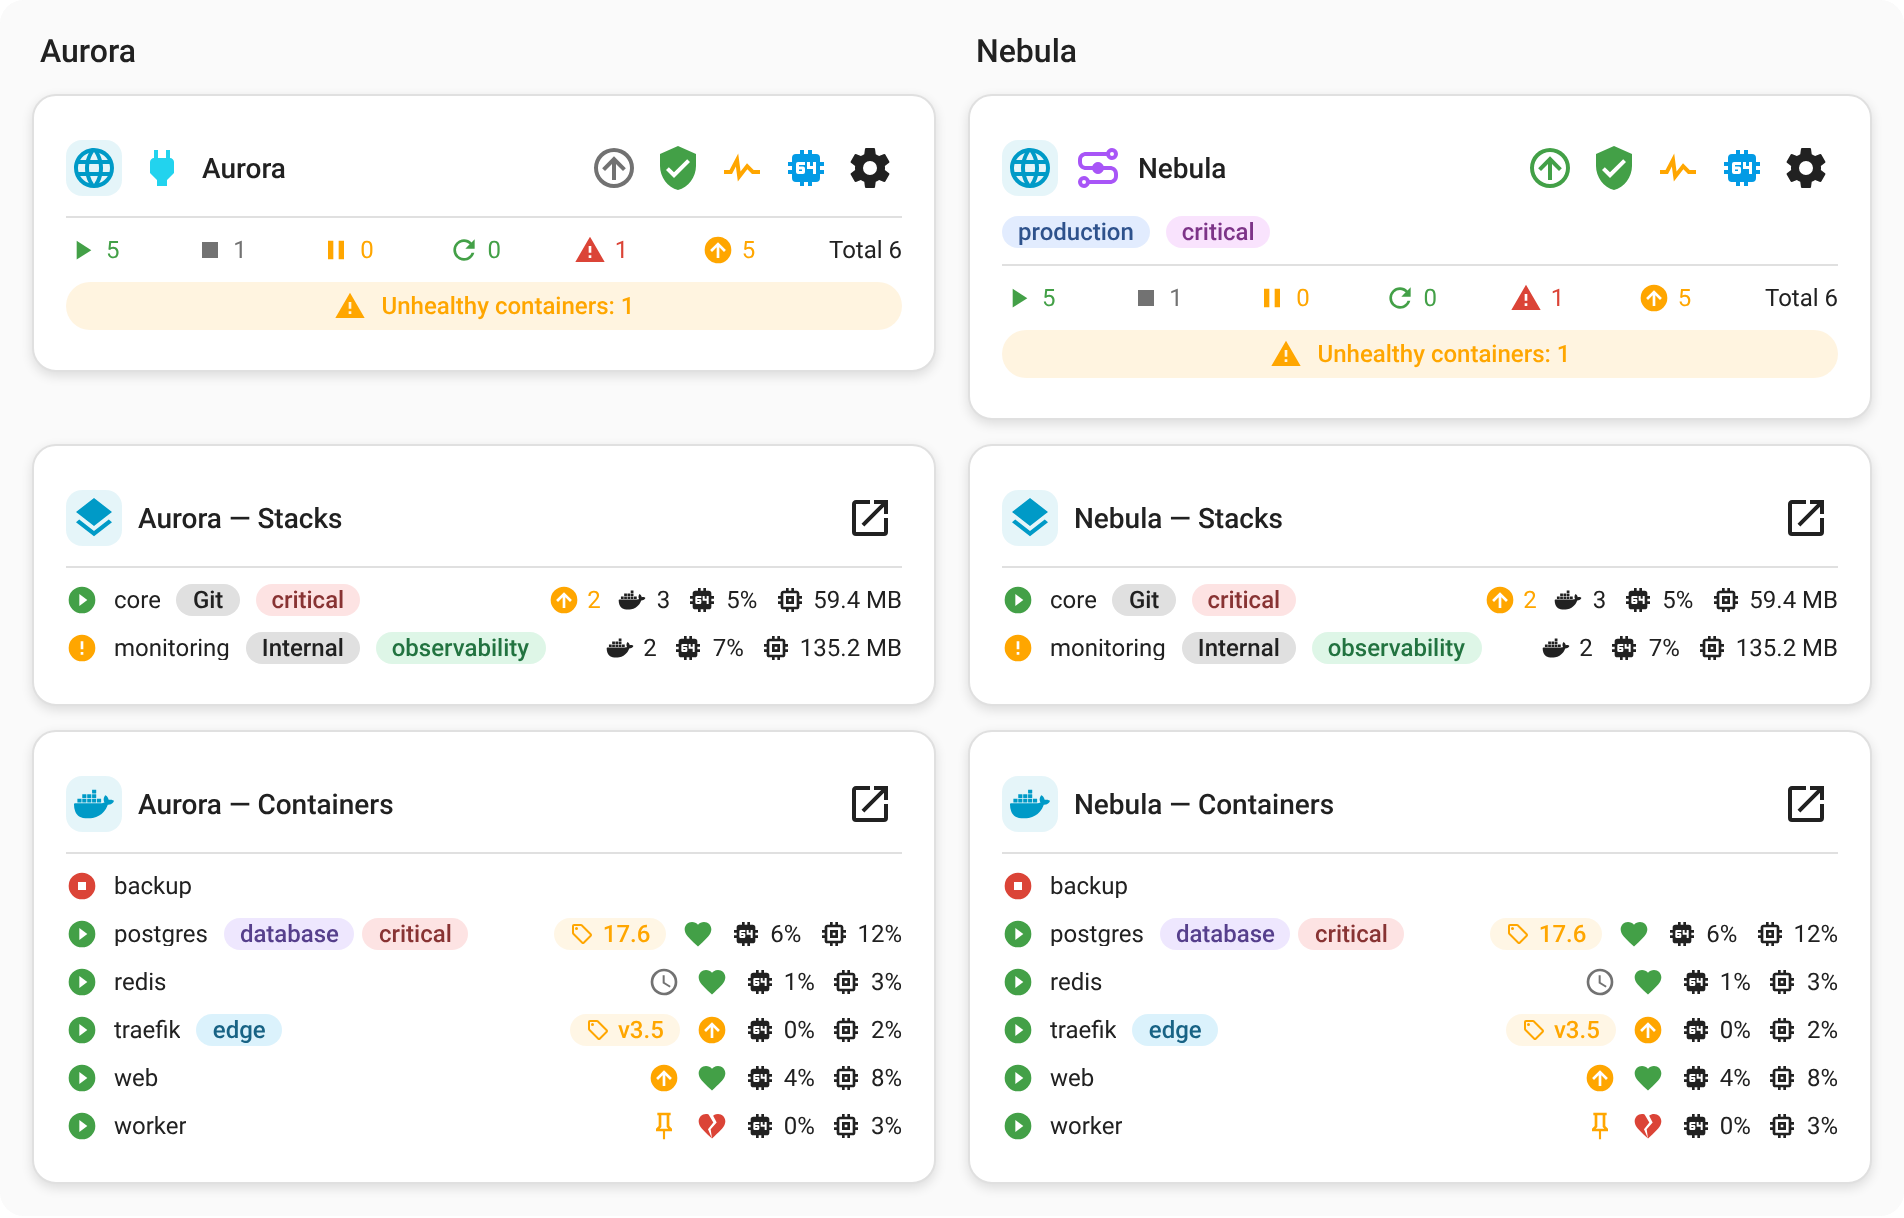 Aurora
Aurora
5 1 0 0 1 5 Total 6
Unhealthy containers: 1
Aurora — Stacks
core Git critical 2 3 5% 59.4 MB
monitoring Internal observability 2 7% 135.2 MB
Aurora — Containers
backup
postgres database critical 17.6 6% 12%
redis 1% 3%
traefik edge v3.5 0% 2%
web 4% 8%
worker 0% 3%
Nebula
Nebula
production critical
5 1 0 0 1 5 Total 6
Unhealthy containers: 1
Nebula — Stacks
core Git critical 2 3 5% 59.4 MB
monitoring Internal observability 2 7% 135.2 MB
Nebula — Containers
backup
postgres database critical 17.6 6% 12%
redis 1% 3%
traefik edge v3.5 0% 2%
web 4% 8%
worker 0% 3%